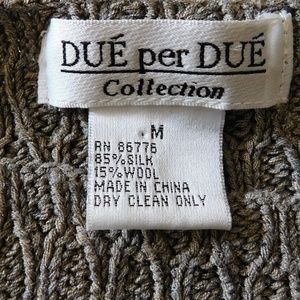 DUÉ per DUÉ
Collection
M
RN 86776
85%SILK
15%WOOL
MADE IN CHINA
DRY CLEAN ONLY